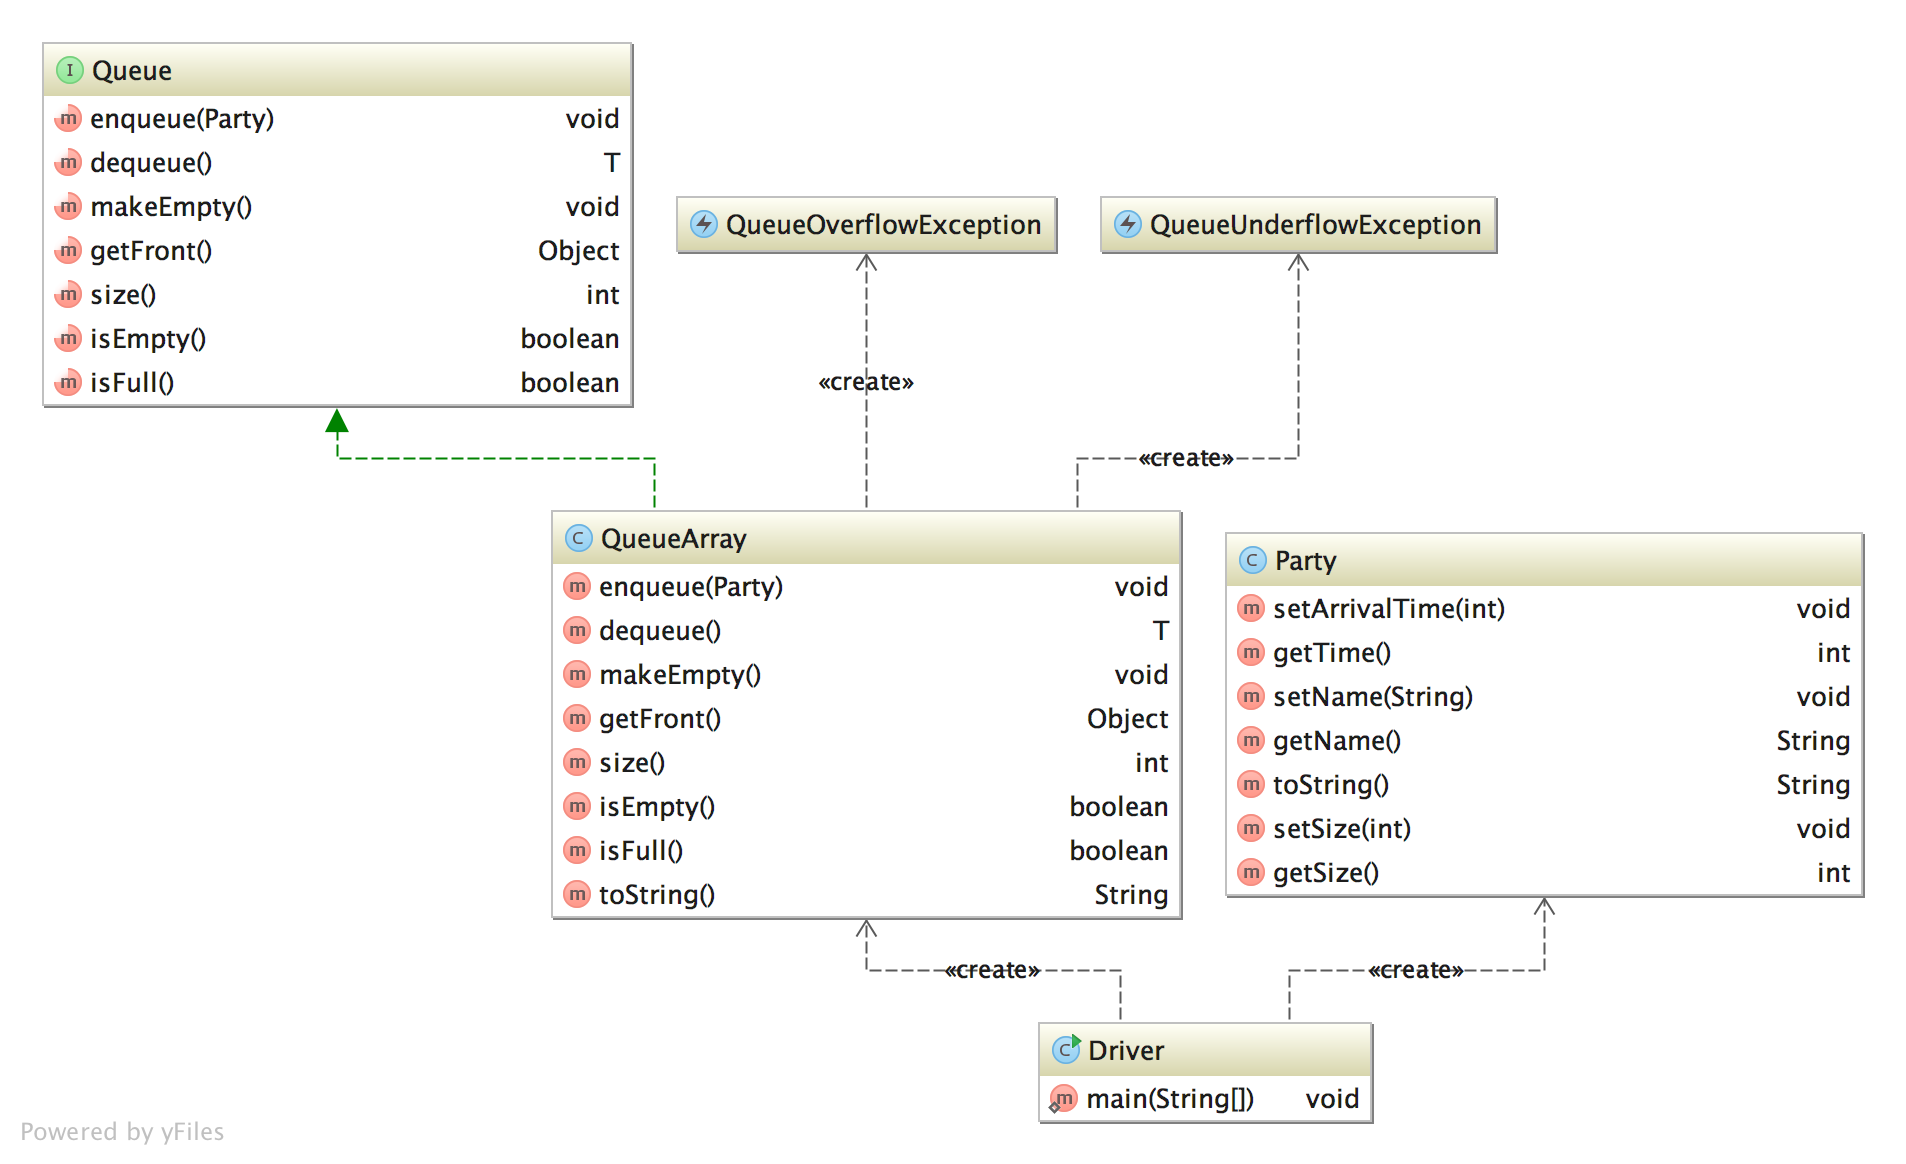 I Queue
m enqueue(Party) void
m dequeue() T
m makeEmpty() void
m getFront() Object
m size() int
m isEmpty() boolean
m isFull() boolean
QueueOverflowException
QueueUnderflowException
«create»
«create»
C QueueArray
m enqueue(Party) void
m dequeue() T
m makeEmpty() void
m getFront() Object
m size() int
m isEmpty() boolean
m isFull() boolean
m toString() String
C Party
m setArrivalTime(int) void
m getTime() int
m setName(String) void
m getName() String
m toString() String
m setSize(int) void
m getSize() int
«create»
«create»
C Driver
m main(String[]) void
Powered by yFiles